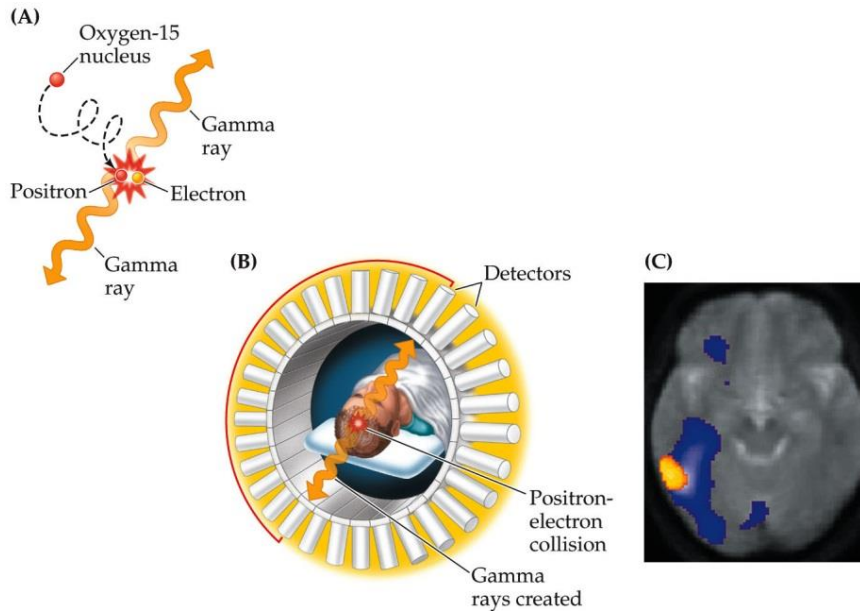 (A)
Oxygen-15
nucleus
Gamma
ray
Positron
Electron
Gamma
ray
(B)
Detectors
(C)
Positron-
electron
collision
Gamma
rays created